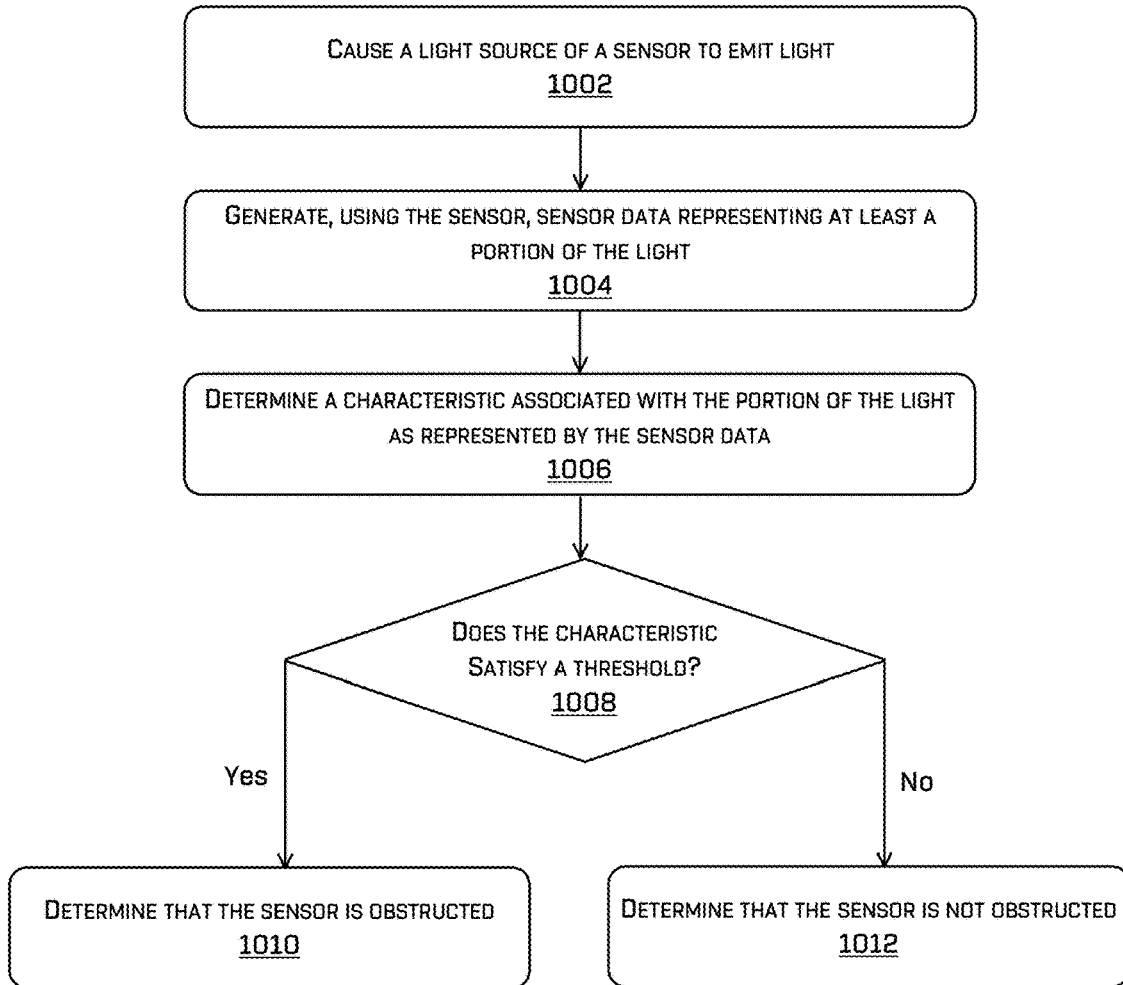 CAUSE A LIGHT SOURCE OF A SENSOR TO EMIT LIGHT
1002
GENERATE, USING THE SENSOR, SENSOR DATA REPRESENTING AT LEAST A
PORTION OF THE LIGHT
1004
DETERMINE A CHARACTERISTIC ASSOCIATED WITH THE PORTION OF THE LIGHT
AS REPRESENTED BY THE SENSOR DATA
1006
DOES THE CHARACTERISTIC
SATISFY A THRESHOLD?
1008
Yes
No
DETERMINE THAT THE SENSOR IS OBSTRUCTED
1010
DETERMINE THAT THE SENSOR IS NOT OBSTRUCTED
1012